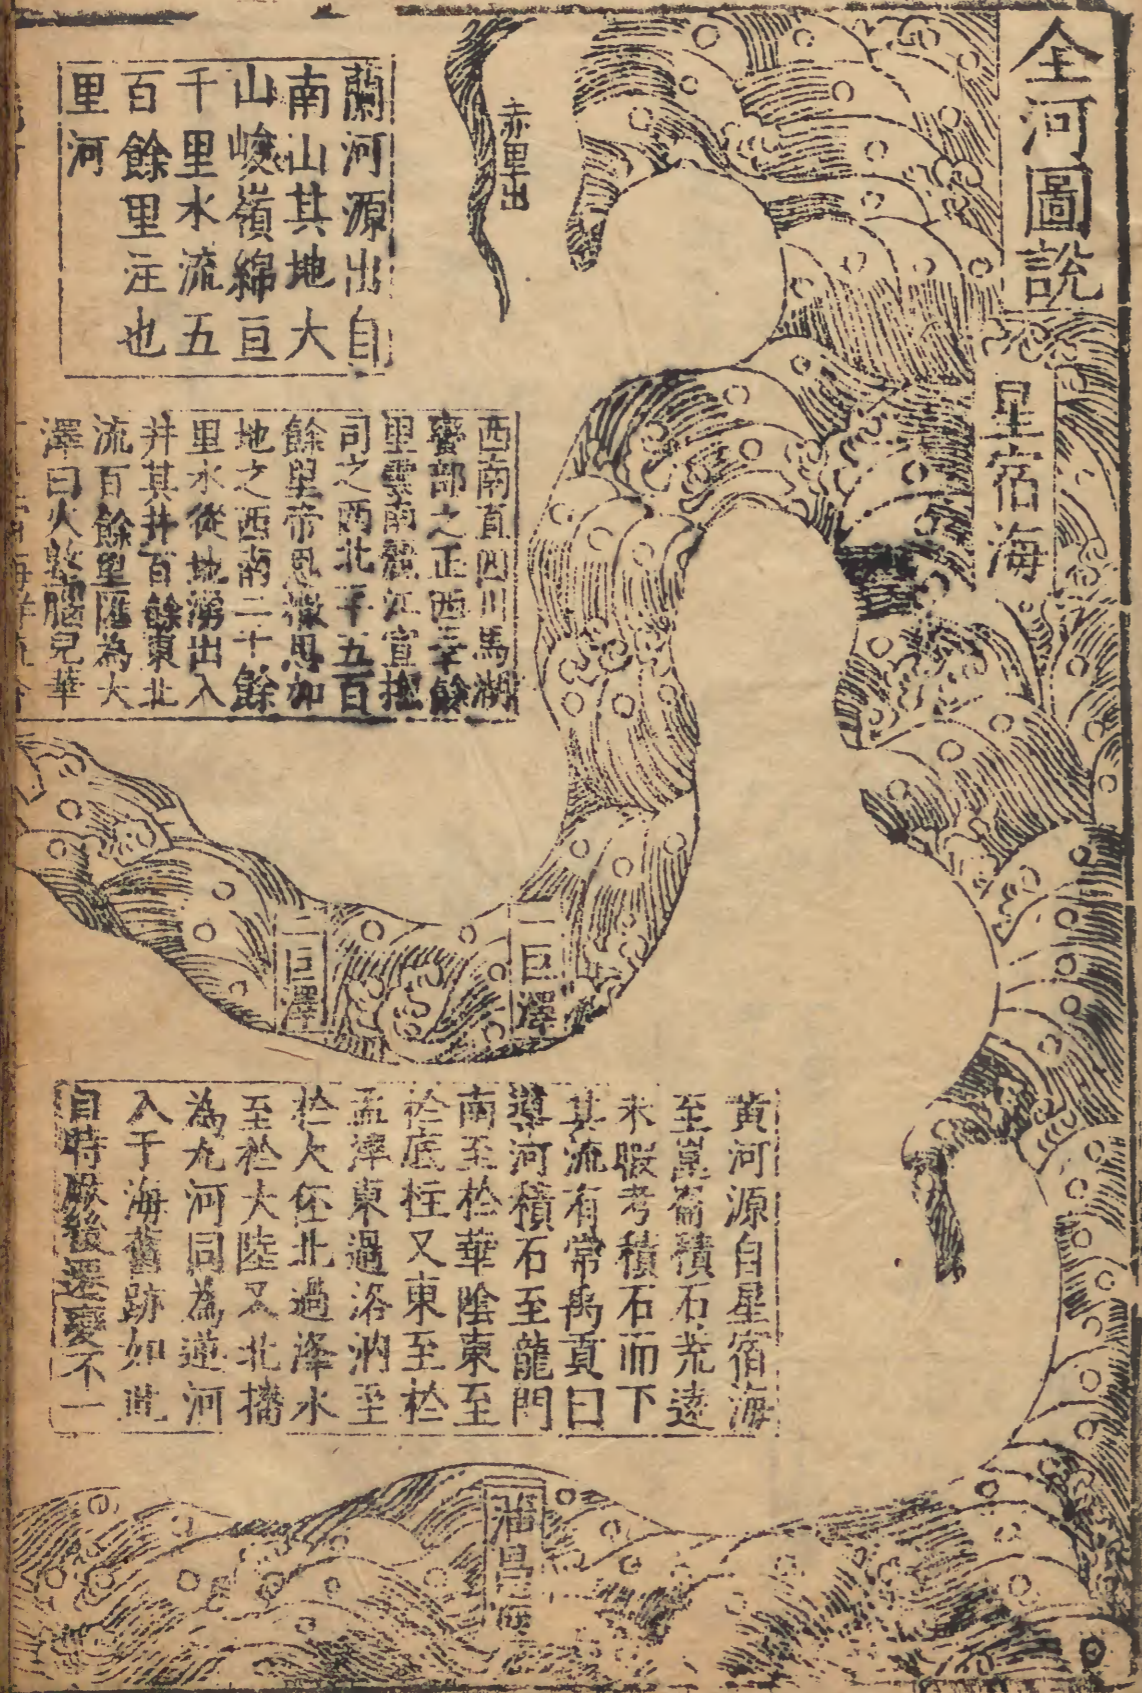 全河圖說
星宿海
赤里出
蘭河源出自
南山其地大
山峻嶺綿亘
千里水流五
百餘里注也
里河
西南直四川馬湖
蠻部之正西三千餘
里雲南麗江宣撫
司之西北一千五百
餘里帝思徹思加
地之西南二十餘
里水從地湧出入
井其井百餘東北
流百餘里匯為大
澤曰火敦腦兒華
一巨澤
二巨澤
黃河源自星宿海
至崑崙積石荒遠
未暇考積石而下
其流有常禹貢曰
導河積石至龍門
南至於華陰東至
於底柱又東至於
孟津東過洛汭至
於大伾北過洚水
至於大陸又北播
為九河同為逆河
入于海舊跡如此
自時厥後遷變不一
蒲昌海